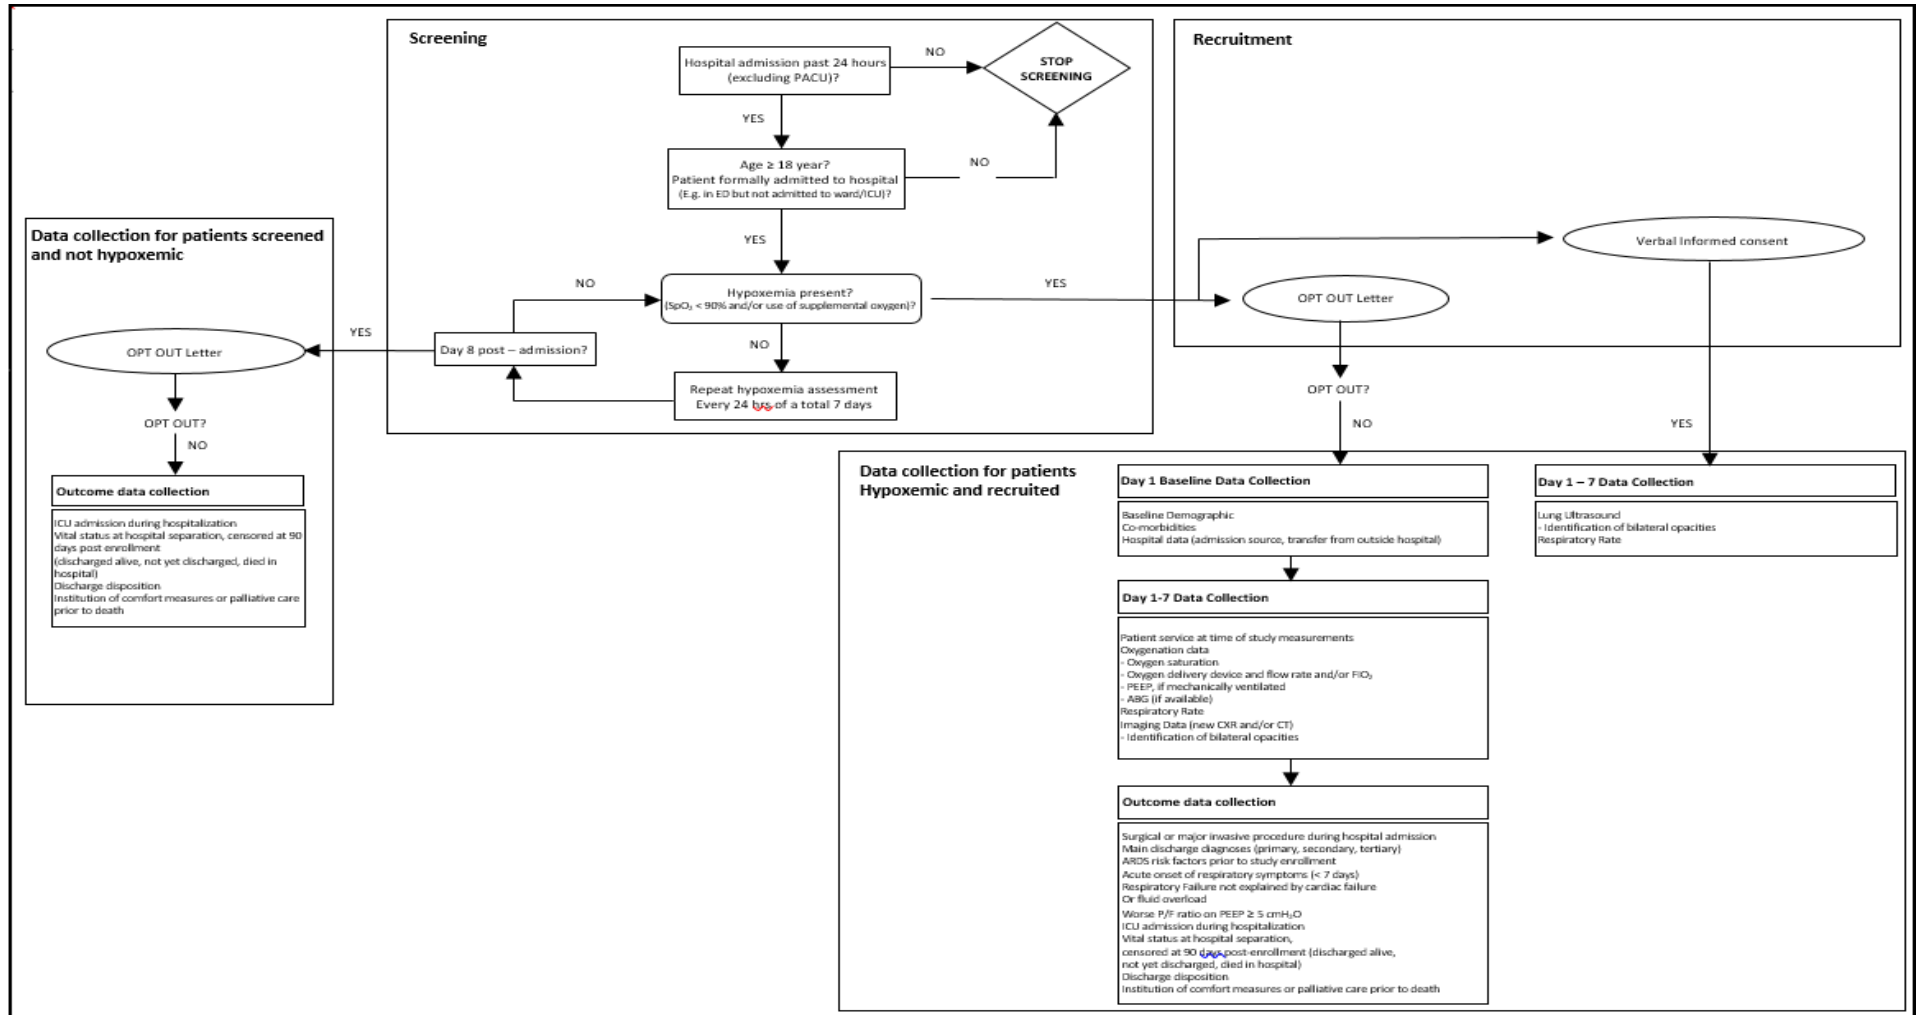 Screening
Hospital admission past 24 hours
(excluding PACU)?
NO
STOP
SCREENING
YES
Age ≥ 18 year?
Patient formally admitted to hospital
(E.g. in ED but not admitted to ward/ICU)?
NO
YES
Hypoxemia present?
(SpO₂ < 90% and/or use of supplemental oxygen)?
NO
YES
NO
Day 8 post – admission?
YES
Repeat hypoxemia assessment
Every 24 hrs of a total 7 days
Recruitment
Verbal Informed consent
OPT OUT Letter
OPT OUT?
NO
YES
Data collection for patients screened
and not hypoxemic
OPT OUT Letter
OPT OUT?
NO
Outcome data collection
ICU admission during hospitalization
Vital status at hospital separation, censored at 90
days post enrollment
(discharged alive, not yet discharged, died in
hospital)
Discharge disposition
Institution of comfort measures or palliative care
prior to death
Data collection for patients
Hypoxemic and recruited
Day 1 Baseline Data Collection
Baseline Demographic
Co-morbidities
Hospital data (admission source, transfer from outside hospital)
Day 1-7 Data Collection
Patient service at time of study measurements
Oxygenation data
- Oxygen saturation
- Oxygen delivery device and flow rate and/or FIO₂
- PEEP, if mechanically ventilated
- ABG (if available)
Respiratory Rate
Imaging Data (new CXR and/or CT)
- Identification of bilateral opacities
Outcome data collection
Surgical or major invasive procedure during hospital admission
Main discharge diagnoses (primary, secondary, tertiary)
ARDS risk factors prior to study enrollment
Acute onset of respiratory symptoms (< 7 days)
Respiratory Failure not explained by cardiac failure
Or fluid overload
Worse P/F ratio on PEEP ≥ 5 cmH₂O
ICU admission during hospitalization
Vital status at hospital separation,
censored at 90 days post-enrollment (discharged alive,
not yet discharged, died in hospital)
Discharge disposition
Institution of comfort measures or palliative care prior to death
Day 1 – 7 Data Collection
Lung Ultrasound
- Identification of bilateral opacities
Respiratory Rate